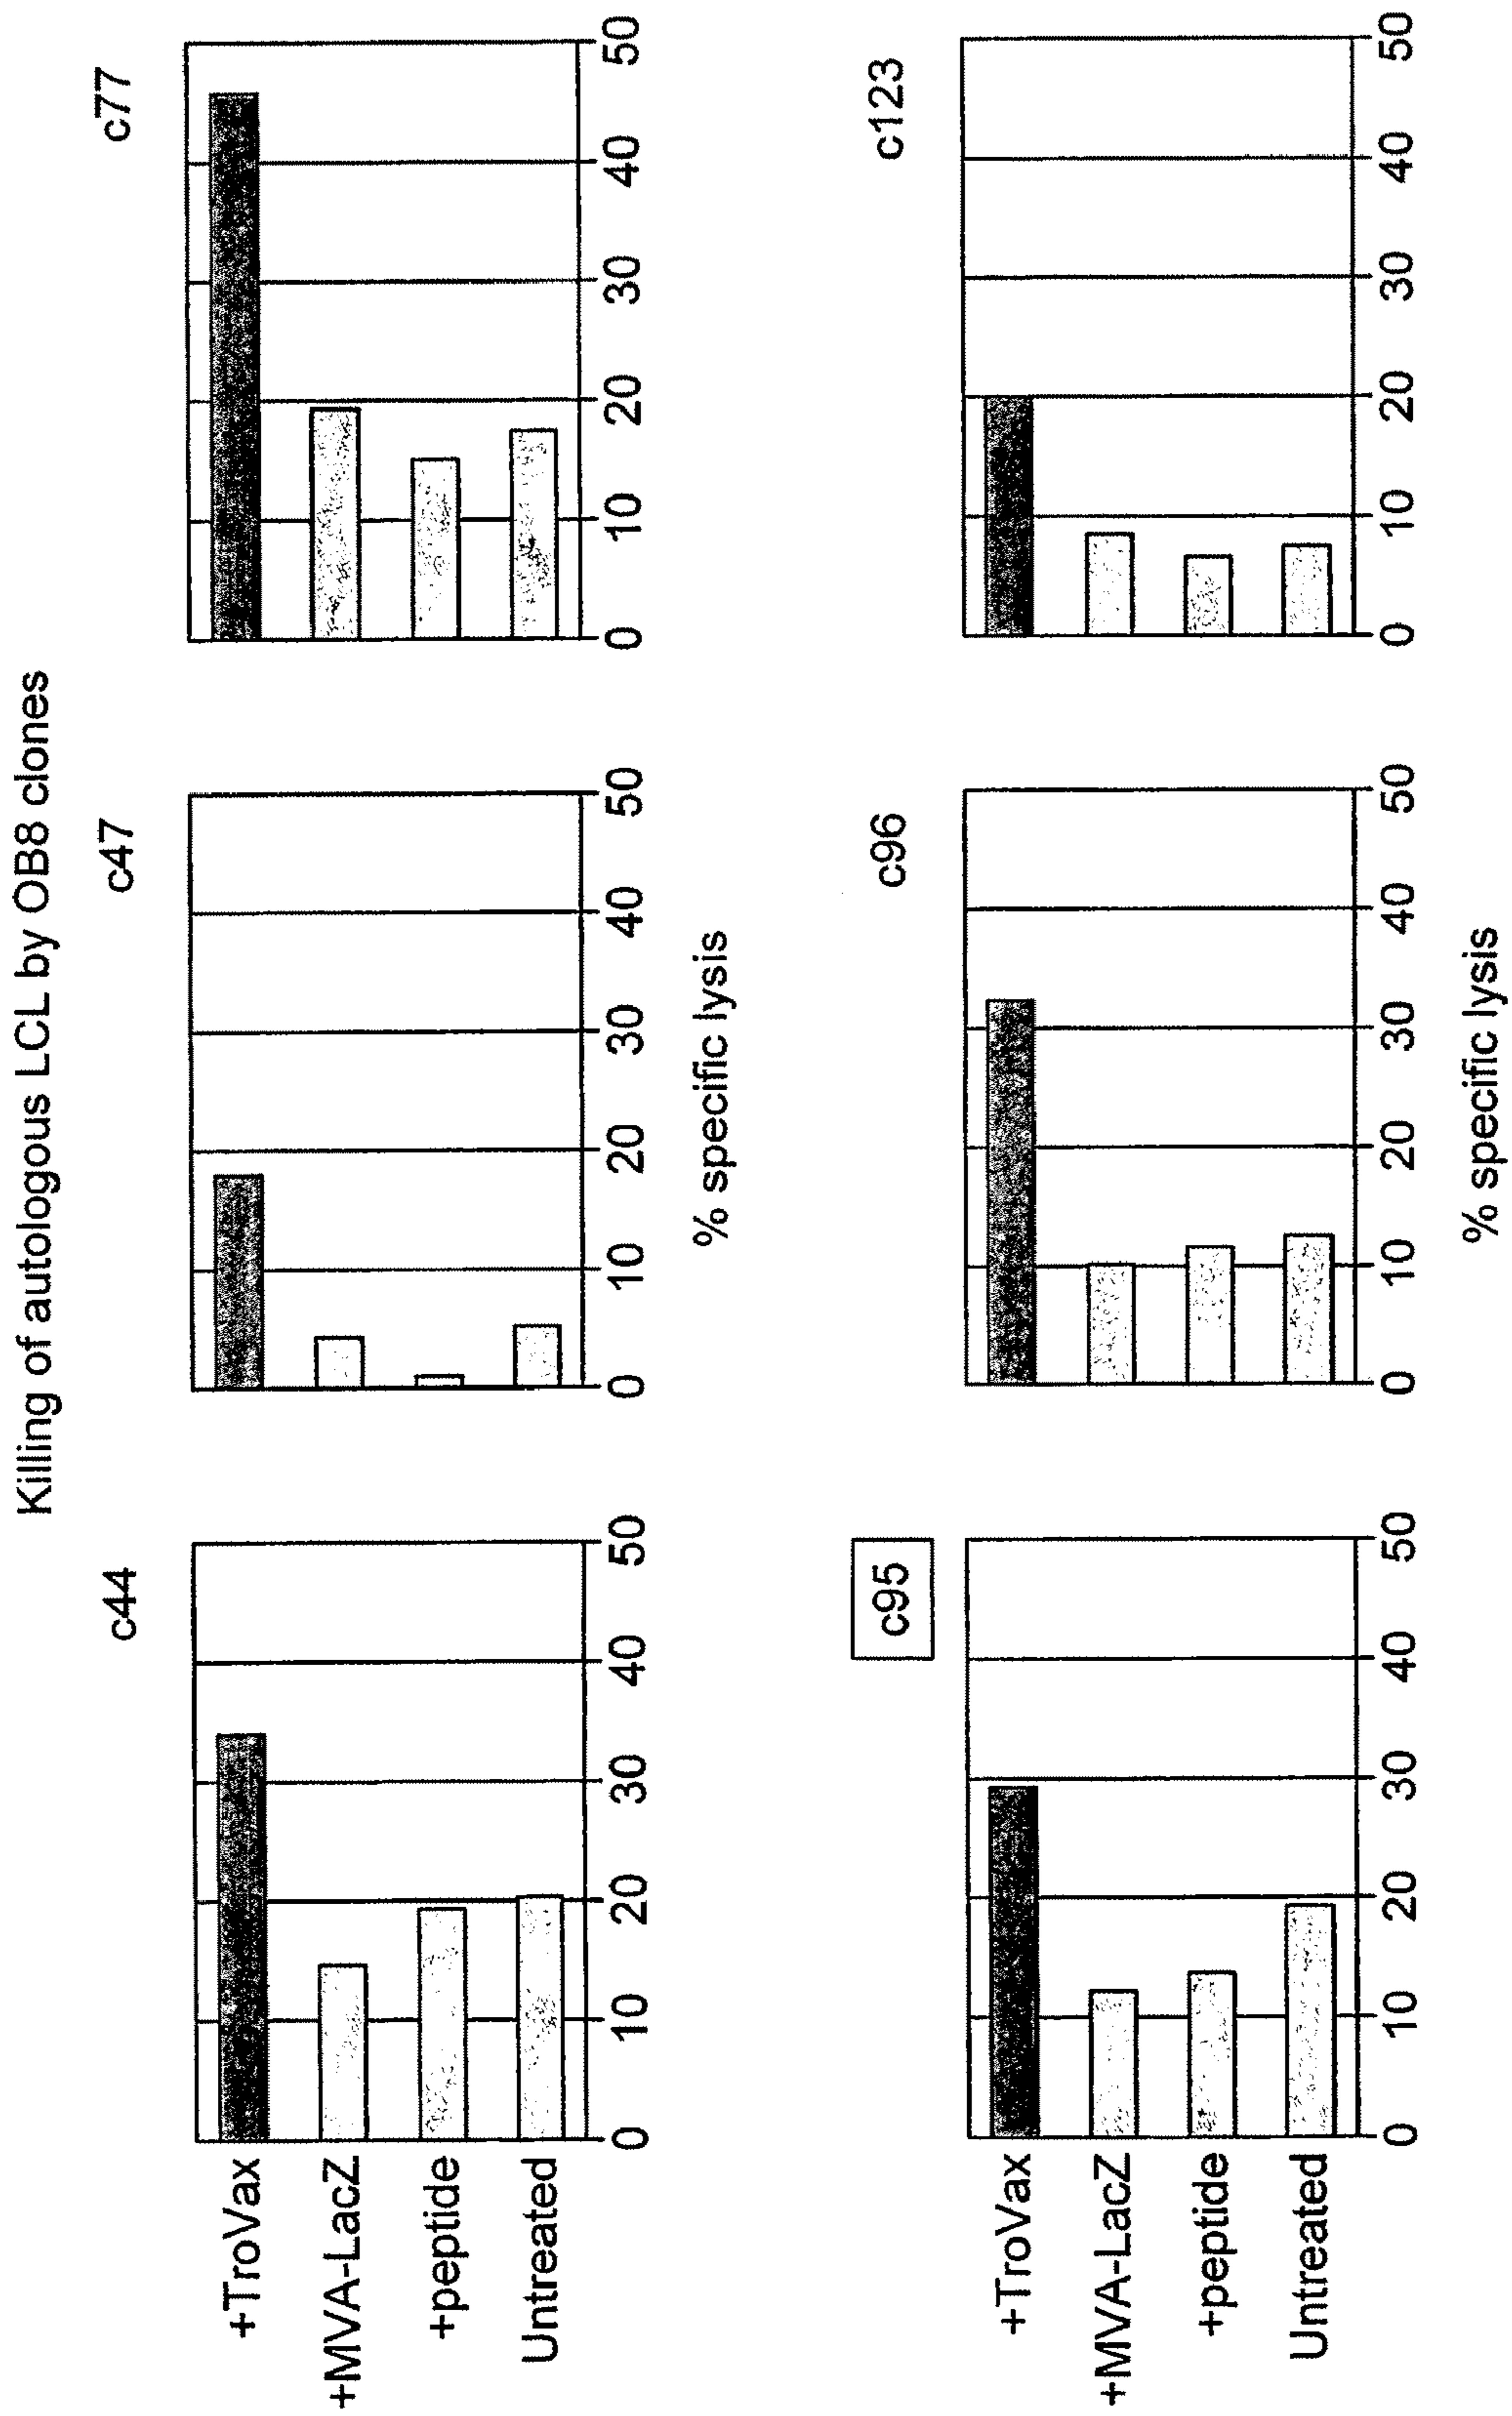 Killing of autologous LCL by OB8 clones
c44
c47
c77
+TroVax
+MVA-LacZ
+peptide
Untreated
0 10 20 30 40 50
0 10 20 30 40 50
0 10 20 30 40 50
% specific lysis
c95
c96
c123
+TroVax
+MVA-LacZ
+peptide
Untreated
0 10 20 30 40 50
0 10 20 30 40 50
0 10 20 30 40 50
% specific lysis